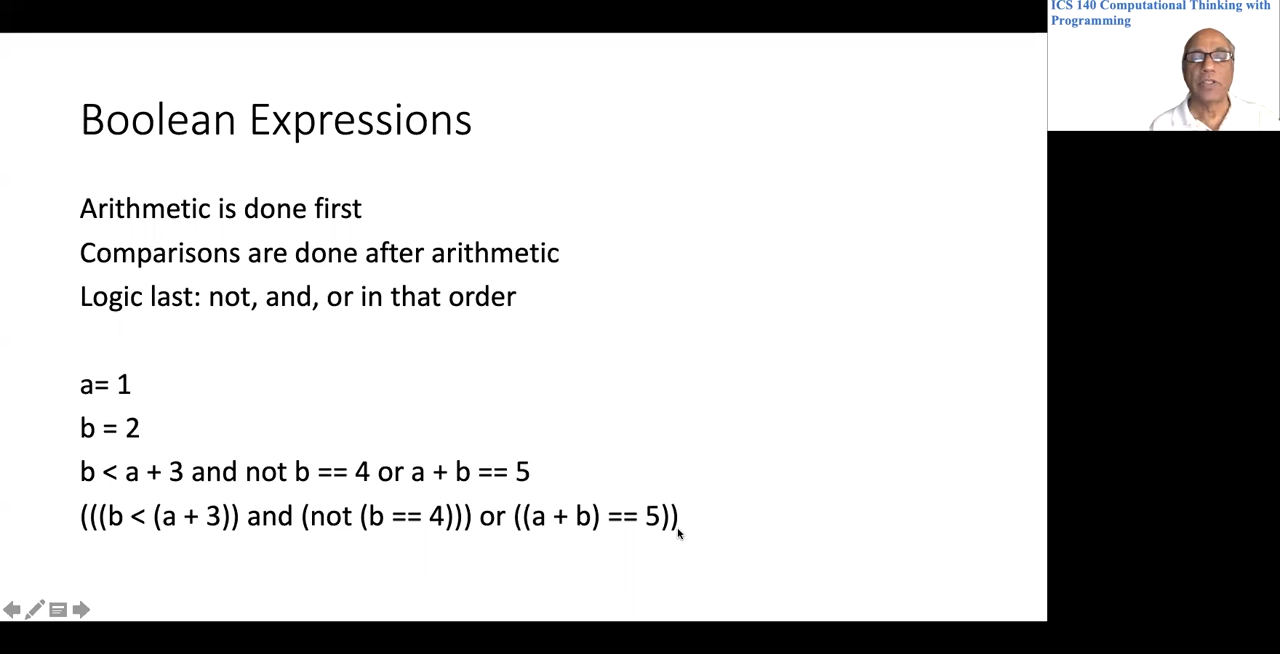 ICS 140 Computational Thinking with
Programming
Boolean Expressions
Arithmetic is done first
Comparisons are done after arithmetic
Logic last: not, and, or in that order
a= 1
b = 2
b < a + 3 and not b == 4 or a + b == 5
(((b < (a + 3)) and (not (b == 4))) or ((a + b) == 5))